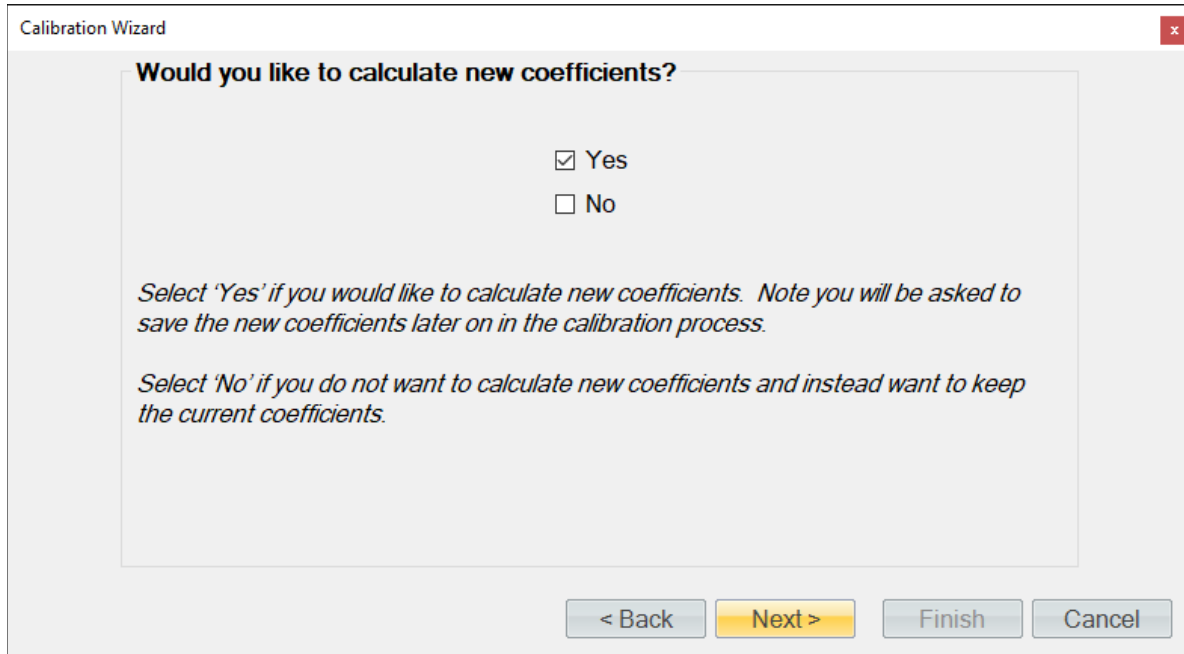 Calibration Wizard
x
Would you like to calculate new coefficients?
Yes
No
Select ‘Yes’ if you would like to calculate new coefficients.  Note you will be asked to
save the new coefficients later on in the calibration process.
Select ‘No’ if you do not want to calculate new coefficients and instead want to keep
the current coefficients.
< Back
Next >
Finish
Cancel